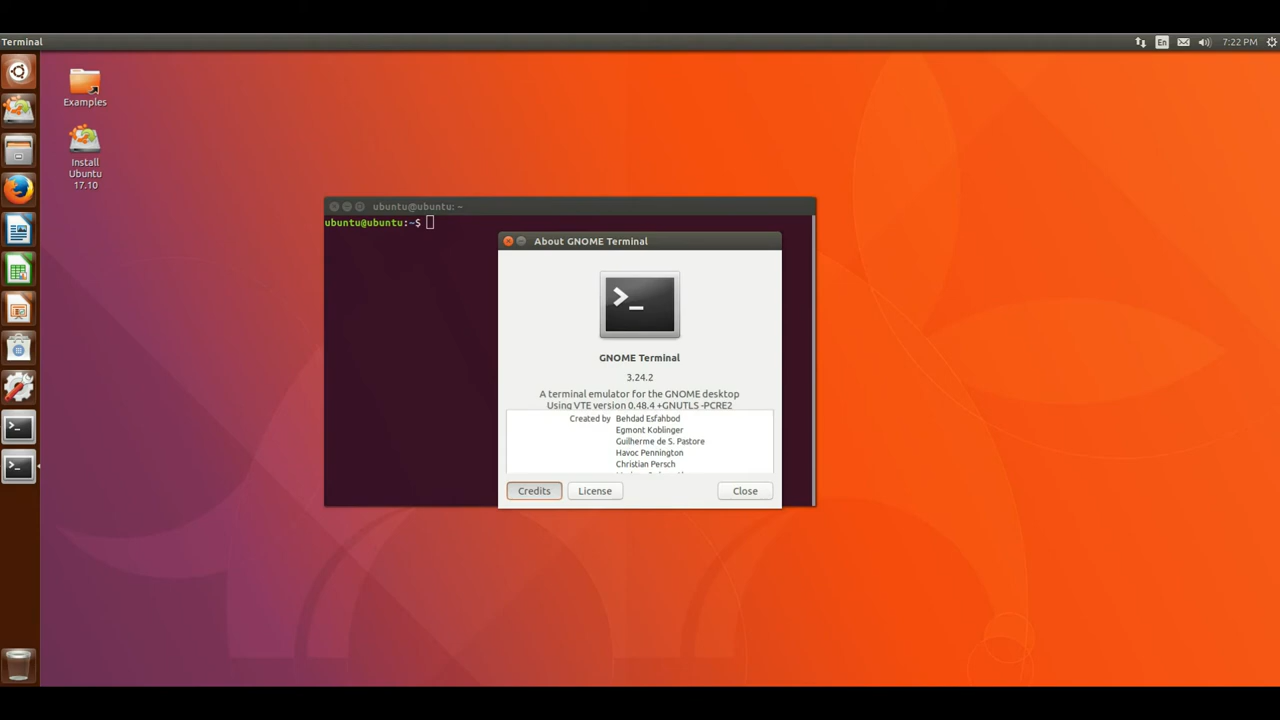 Terminal
En
7:22 PM
Examples
Install
Ubuntu
17.10
ubuntu@ubuntu: ~
ubuntu@ubuntu:~$
About GNOME Terminal
GNOME Terminal
3.24.2
A terminal emulator for the GNOME desktop
Using VTE version 0.48.4 +GNUTLS -PCRE2
Created by Behdad Esfahbod
Egmont Koblinger
Guilherme de S. Pastore
Havoc Pennington
Christian Persch
Credits License Close